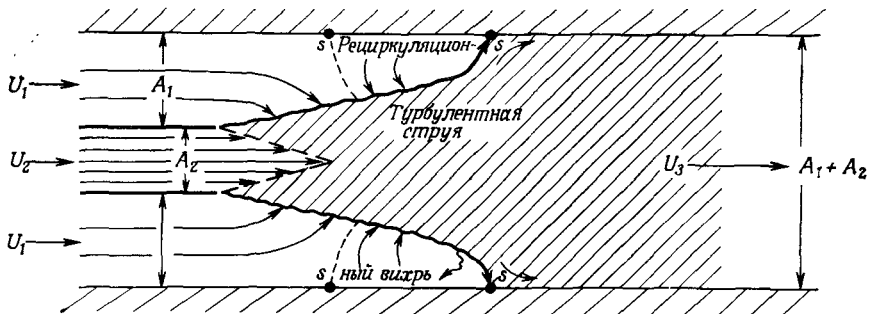 s
Рециркуляцион-
s
U₁
A₁
Турбулентная
струя
U₂
A₂
U₃
A₁ + A₂
U₁
s
ный вихрь
s